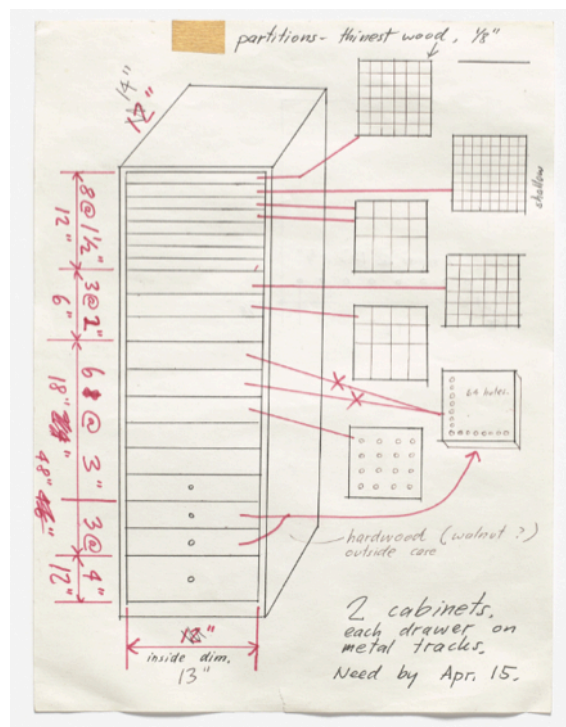 partitions - thinest wood, 1/8"
14"
12"
shallow
8 @ 1 1/2"
12"
3 @ 2"
6"
6 @ 3"
18"
48"
3 @ 4"
12"
64 holes.
hardwood (walnut ?)
outside case
inside dim.
13"
2 cabinets,
each drawer on
metal tracks.
Need by Apr. 15.